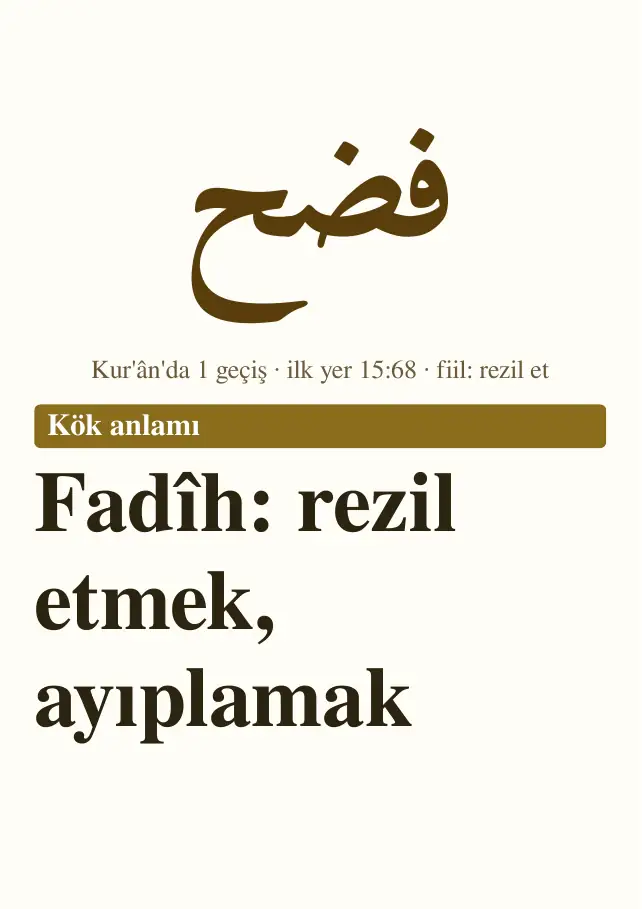 فضح
Kur'ân'da 1 geçiş · ilk yer 15:68 · fiil: rezil et
Kök anlamı
Fadîh: rezil
etmek,
ayıplamak